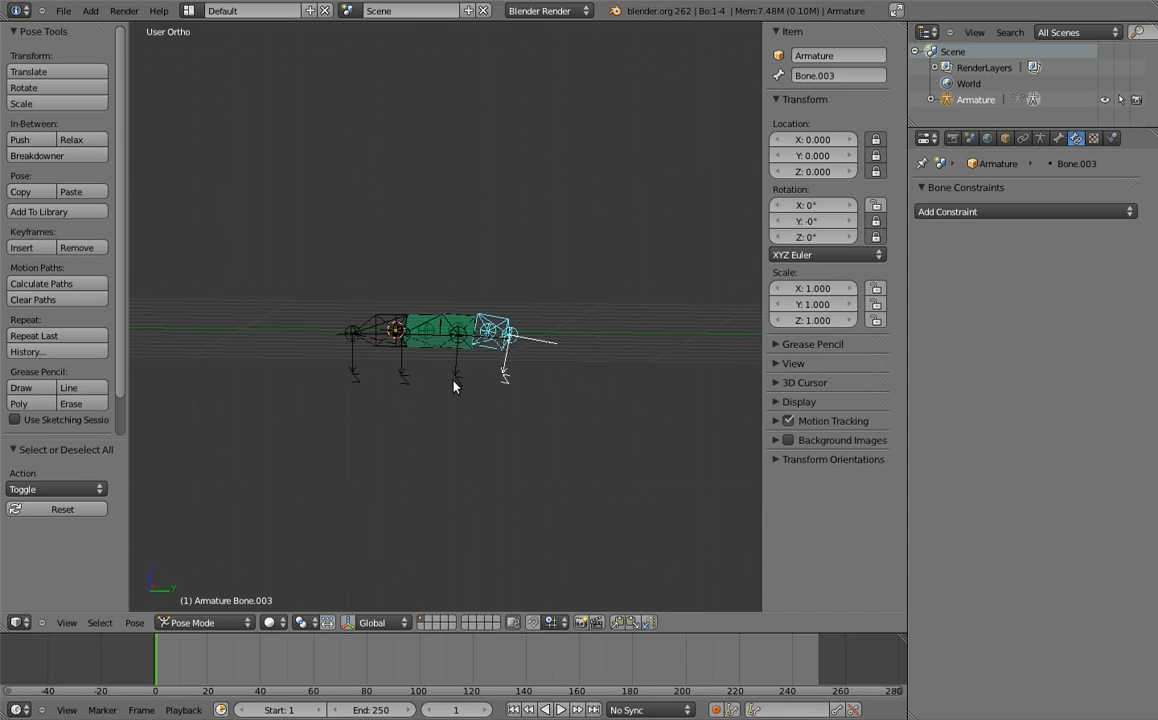 File Add Render Help Default Scene Blender Render blender.org 262 | Bo:1-4 | Mem:7.48M (0.10M) | Armature
Pose Tools
Transform:
Translate
Rotate
Scale
In-Between:
Push Relax
Breakdowner
Pose:
Copy Paste
Add To Library
Keyframes:
Insert Remove
Motion Paths:
Calculate Paths
Clear Paths
Repeat:
Repeat Last
History...
Grease Pencil:
Draw Line
Poly Erase
Use Sketching Sessio
Select or Deselect All
Action
Toggle
Reset
User Ortho
(1) Armature Bone.003
Item
Armature
Bone.003
Transform
Location:
X: 0.000
Y: 0.000
Z: 0.000
Rotation:
X: 0°
Y: -0°
Z: 0°
XYZ Euler
Scale:
X: 1.000
Y: 1.000
Z: 1.000
Grease Pencil
View
3D Cursor
Display
Motion Tracking
Background Images
Transform Orientations
View Search All Scenes
Scene
RenderLayers |
World
Armature |
Armature Bone.003
Bone Constraints
Add Constraint
View Select Pose Pose Mode Global
-40 -20 0 20 40 60 80 100 120 140 160 180 200 220 240 260 280
View Marker Frame Playback Start: 1 End: 250 1 No Sync